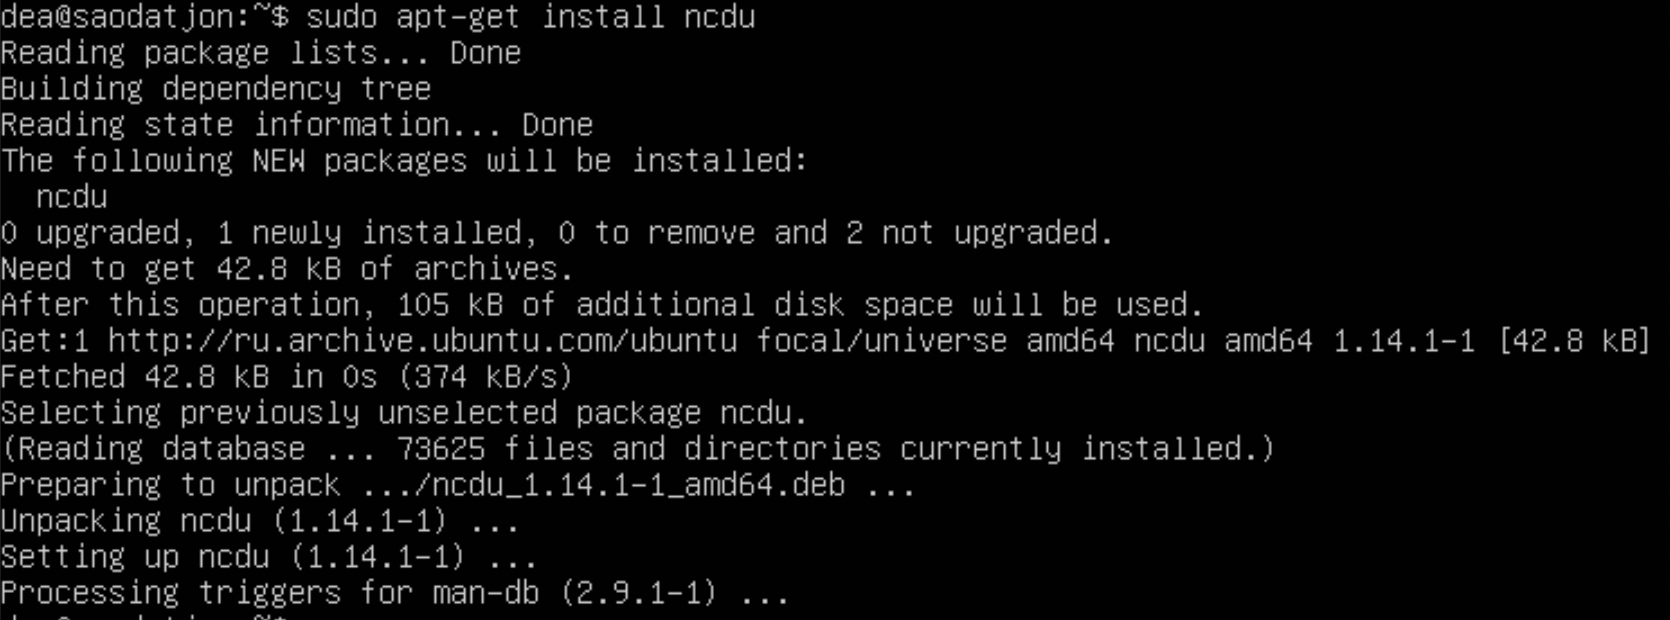 dea@saodatjon:~$ sudo apt-get install ncdu
Reading package lists... Done
Building dependency tree
Reading state information... Done
The following NEW packages will be installed:
  ncdu
0 upgraded, 1 newly installed, 0 to remove and 2 not upgraded.
Need to get 42.8 kB of archives.
After this operation, 105 kB of additional disk space will be used.
Get:1 http://ru.archive.ubuntu.com/ubuntu focal/universe amd64 ncdu amd64 1.14.1-1 [42.8 kB]
Fetched 42.8 kB in 0s (374 kB/s)
Selecting previously unselected package ncdu.
(Reading database ... 73625 files and directories currently installed.)
Preparing to unpack .../ncdu_1.14.1-1_amd64.deb ...
Unpacking ncdu (1.14.1-1) ...
Setting up ncdu (1.14.1-1) ...
Processing triggers for man-db (2.9.1-1) ...